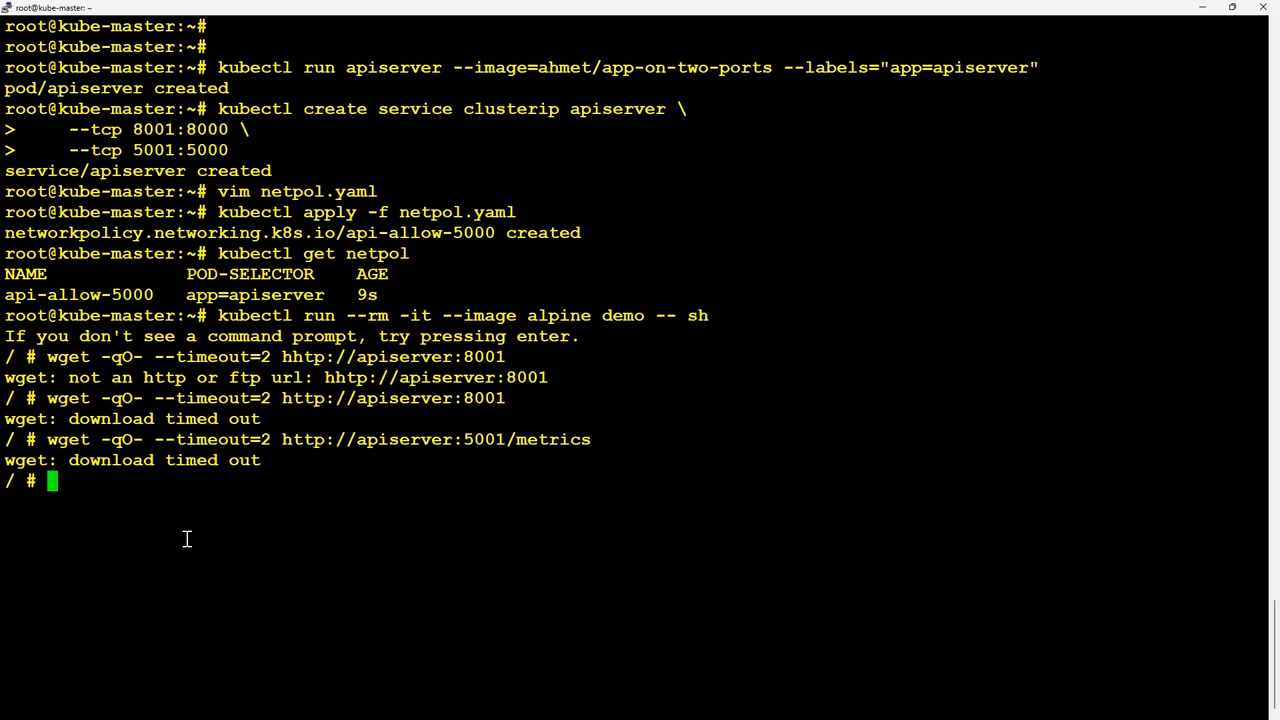 root@kube-master: ~
root@kube-master:~#
root@kube-master:~#
root@kube-master:~# kubectl run apiserver --image=ahmet/app-on-two-ports --labels="app=apiserver"
pod/apiserver created
root@kube-master:~# kubectl create service clusterip apiserver \
>     --tcp 8001:8000 \
>     --tcp 5001:5000
service/apiserver created
root@kube-master:~# vim netpol.yaml
root@kube-master:~# kubectl apply -f netpol.yaml
networkpolicy.networking.k8s.io/api-allow-5000 created
root@kube-master:~# kubectl get netpol
NAME             POD-SELECTOR    AGE
api-allow-5000   app=apiserver   9s
root@kube-master:~# kubectl run --rm -it --image alpine demo -- sh
If you don't see a command prompt, try pressing enter.
/ # wget -qO- --timeout=2 hhtp://apiserver:8001
wget: not an http or ftp url: hhtp://apiserver:8001
/ # wget -qO- --timeout=2 http://apiserver:8001
wget: download timed out
/ # wget -qO- --timeout=2 http://apiserver:5001/metrics
wget: download timed out
/ #